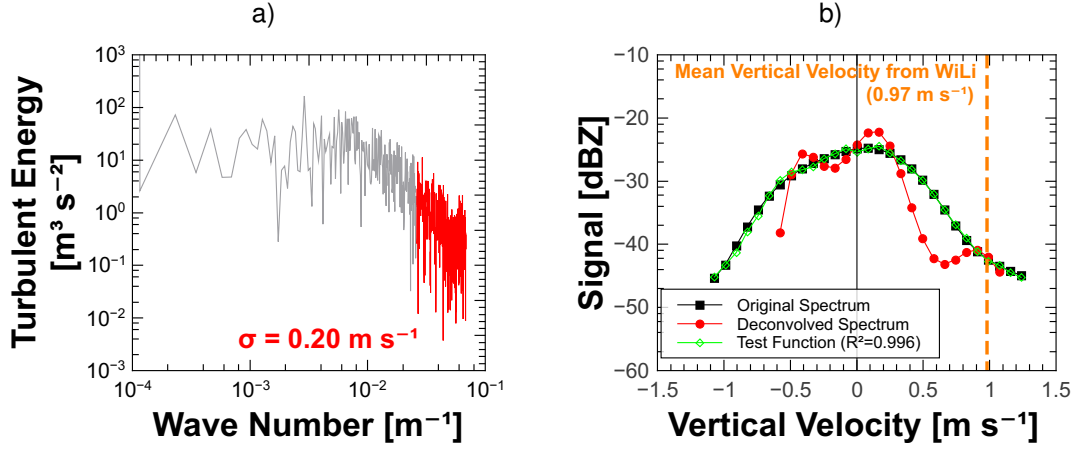 a)
10³
10²
10¹
10⁰
10⁻¹
10⁻²
10⁻³
10⁻⁴
10⁻³
10⁻²
10⁻¹
Turbulent Energy
[m³ s⁻²]
σ = 0.20 m s⁻¹
Wave Number [m⁻¹]
b)
−10
−20
−30
−40
−50
−60
−1.5
−1
−0.5
0
0.5
1
1.5
Signal [dBZ]
Mean Vertical Velocity from WiLi
(0.97 m s⁻¹)
Original Spectrum
Deconvolved Spectrum
Test Function (R²=0.996)
Vertical Velocity [m s⁻¹]